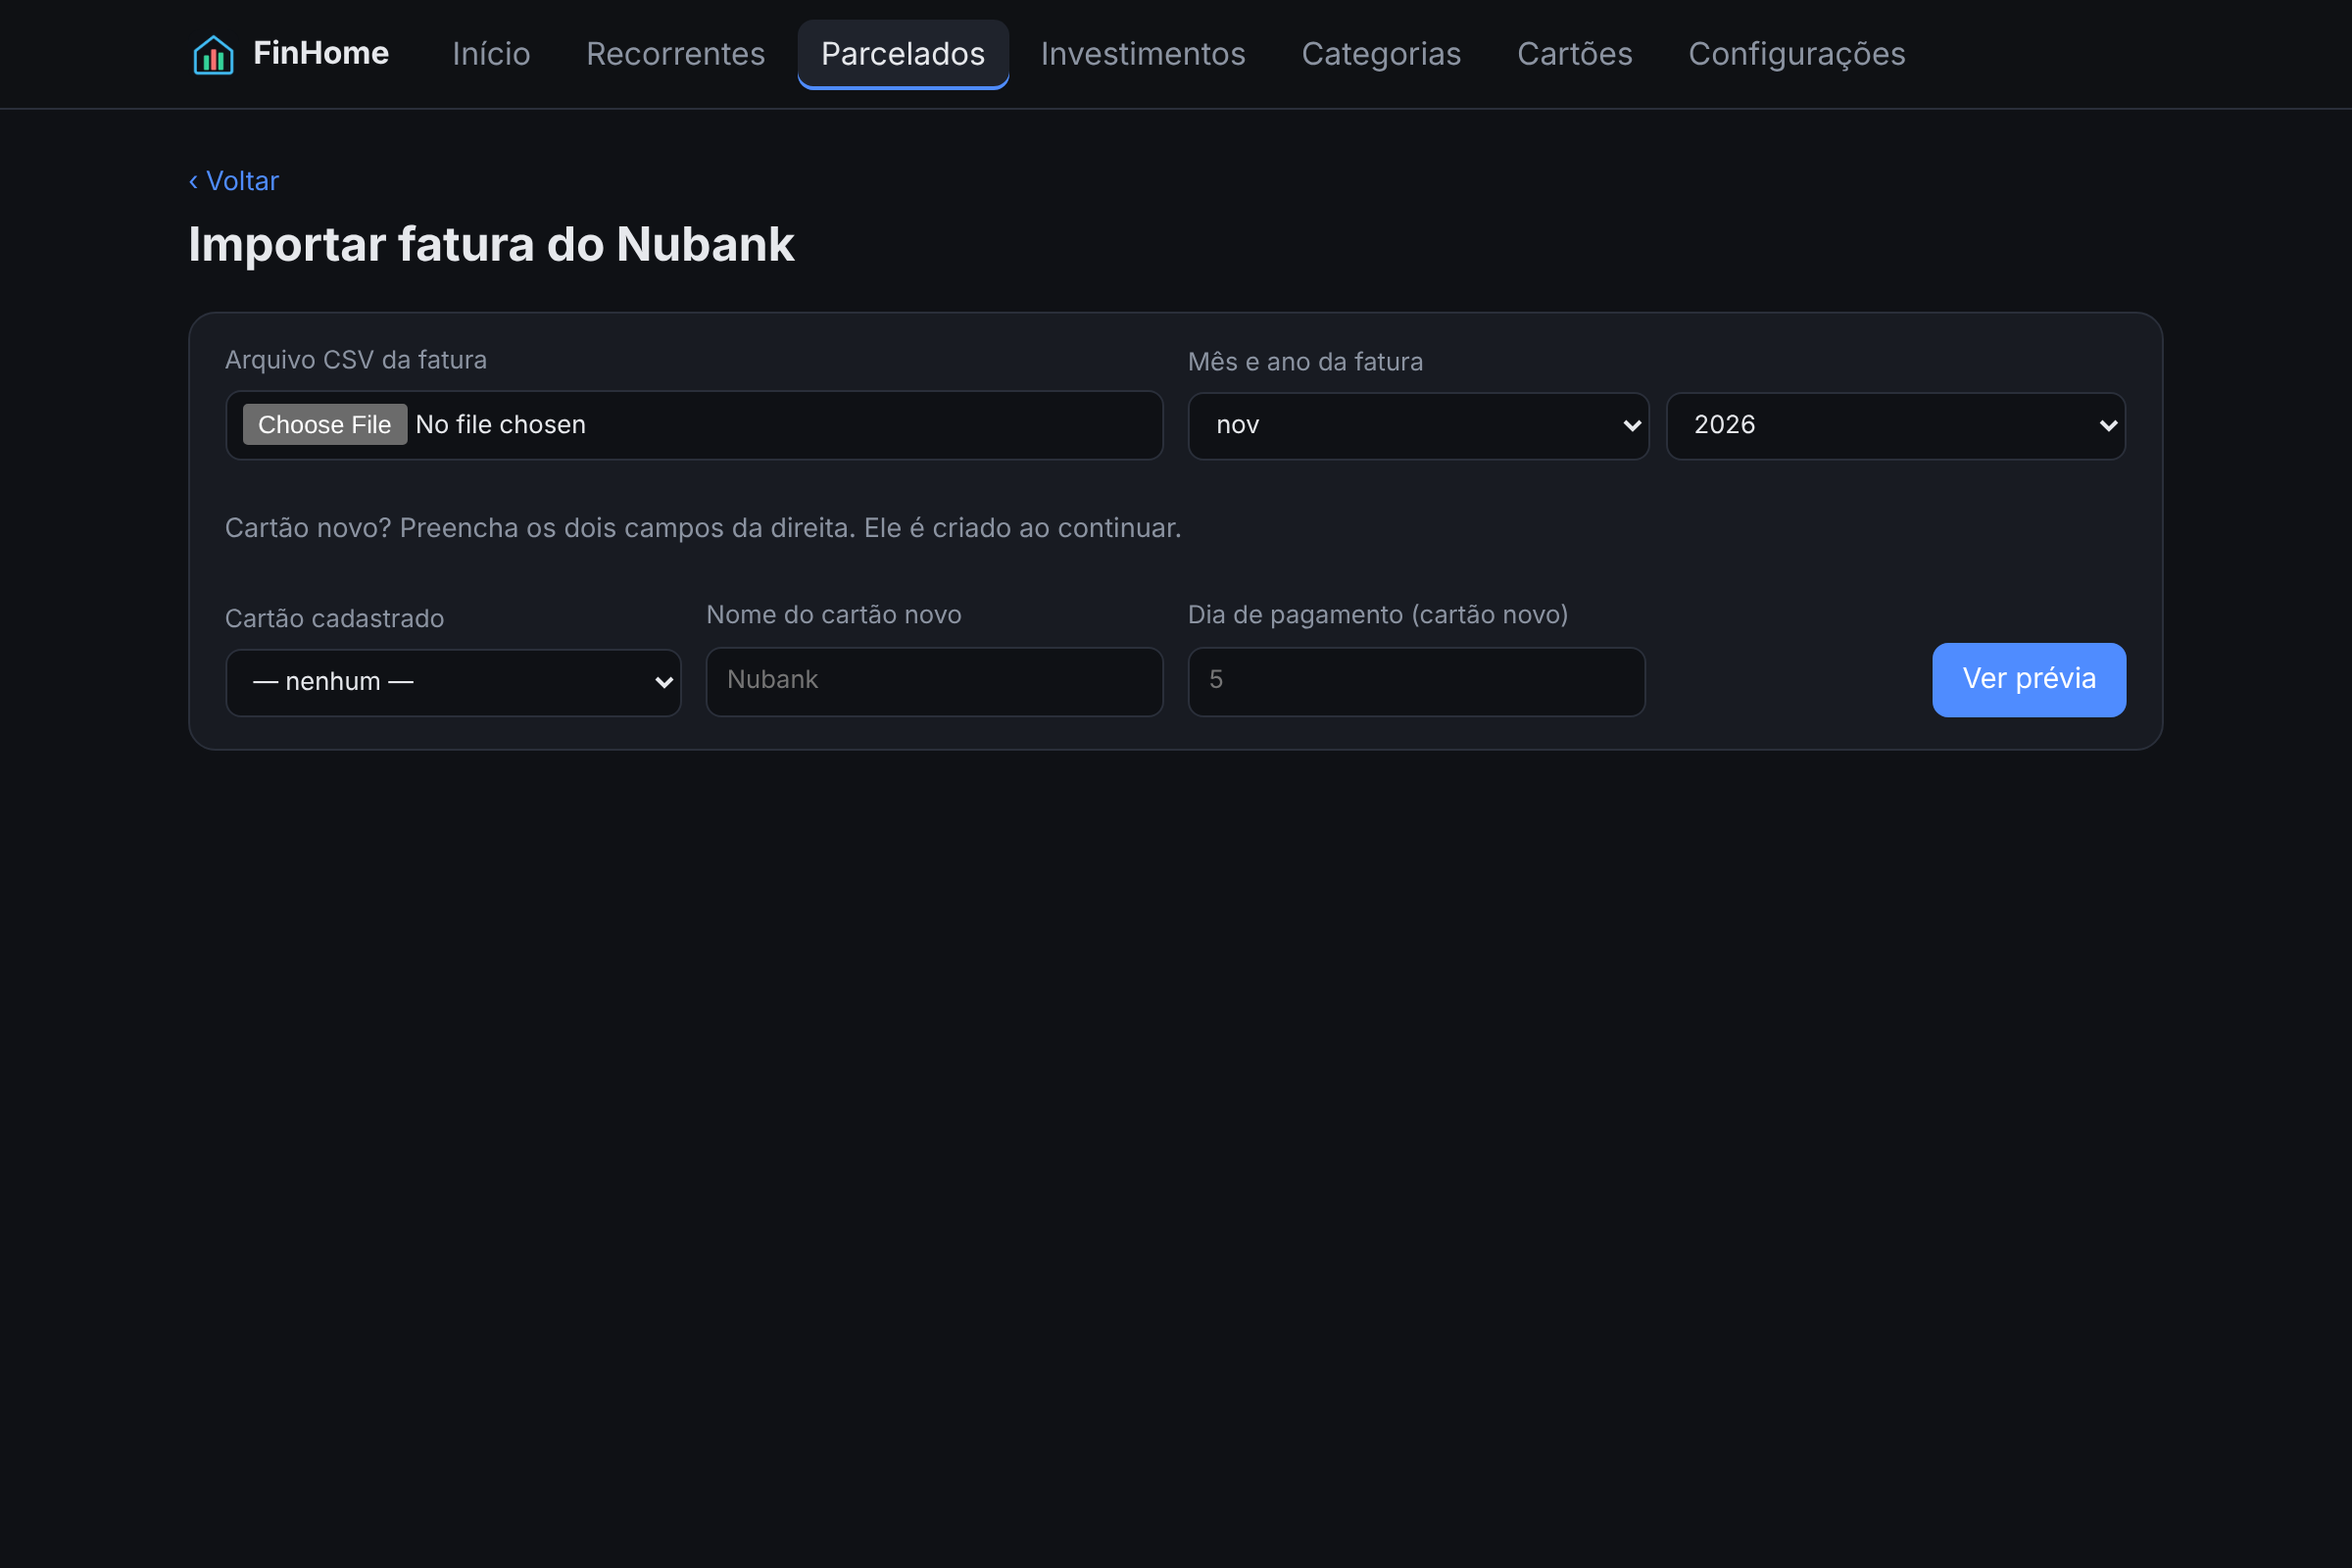 FinHome Início Recorrentes Parcelados Investimentos Categorias Cartões Configurações
‹ Voltar
Importar fatura do Nubank
Arquivo CSV da fatura
Choose File No file chosen
Mês e ano da fatura
nov 2026
Cartão novo? Preencha os dois campos da direita. Ele é criado ao continuar.
Cartão cadastrado
— nenhum —
Nome do cartão novo
Nubank
Dia de pagamento (cartão novo)
5
Ver prévia